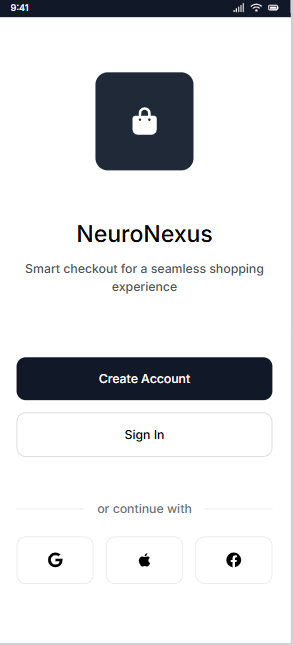 9:41
NeuroNexus
Smart checkout for a seamless shopping
experience
Create Account
Sign In
or continue with